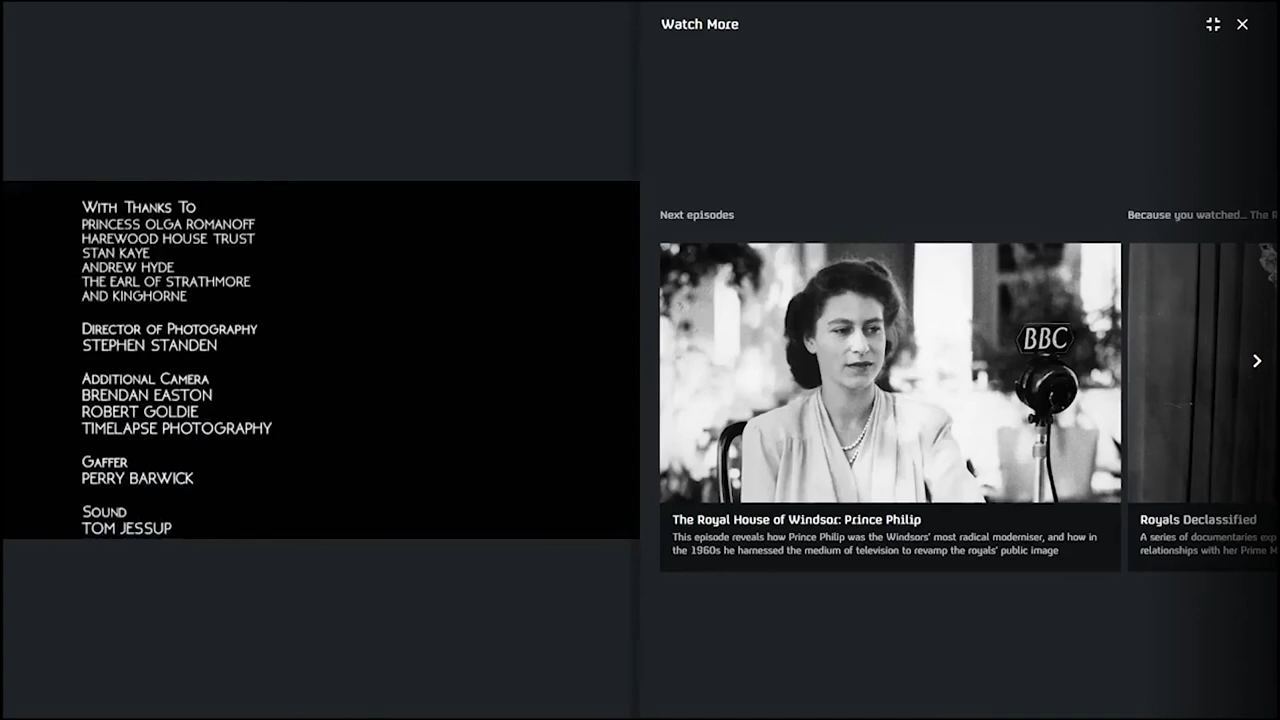 Watch More
With Thanks To
PRINCESS OLGA ROMANOFF
HAREWOOD HOUSE TRUST
STAN KAYE
ANDREW HYDE
THE EARL OF STRATHMORE
AND KINGHORNE
Director of Photography
STEPHEN STANDEN
Additional Camera
BRENDAN EASTON
ROBERT GOLDIE
TIMELAPSE PHOTOGRAPHY
Gaffer
PERRY BARWICK
Sound
TOM JESSUP
Next episodes
BBC
The Royal House of Windsor: Prince Philip
This episode reveals how Prince Philip was the Windsors' most radical moderniser, and how in
the 1960s he harnessed the medium of television to revamp the royals' public image
Because you watched... The
Royals Declassified
A series of documentaries
relationships with her Prime